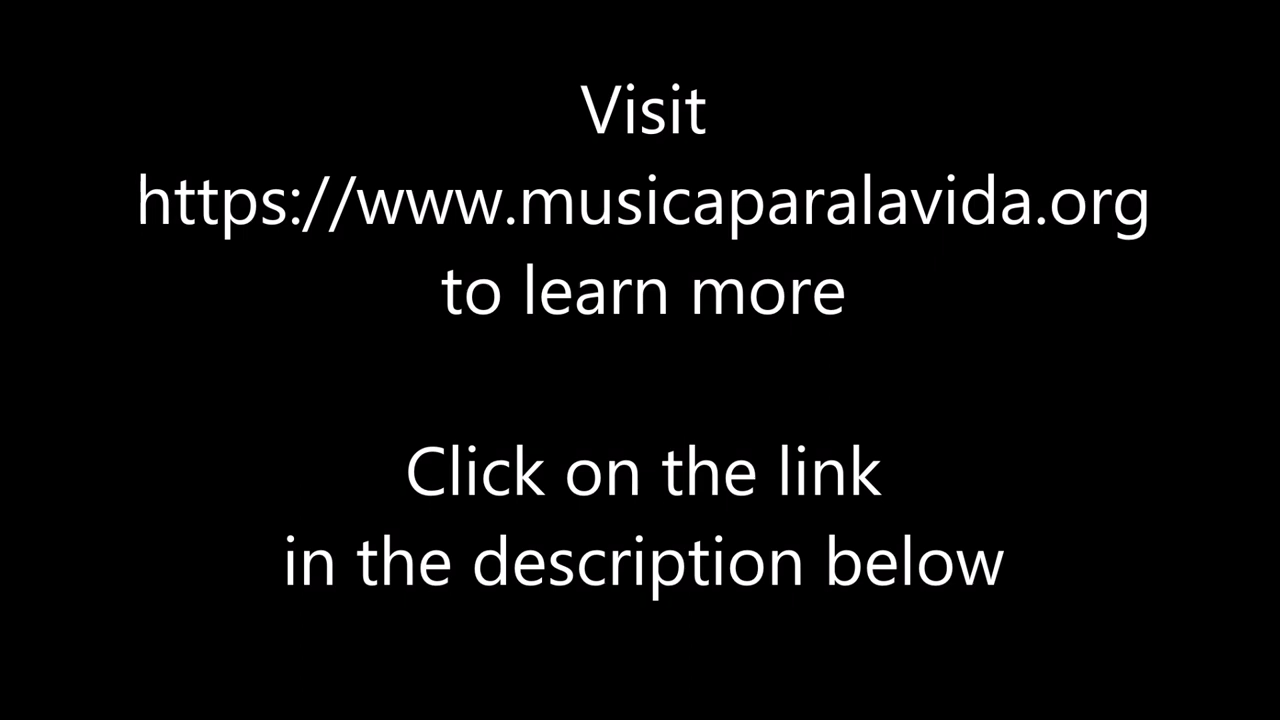 Visit
https://www.musicaparalavida.org
to learn more
Click on the link
in the description below